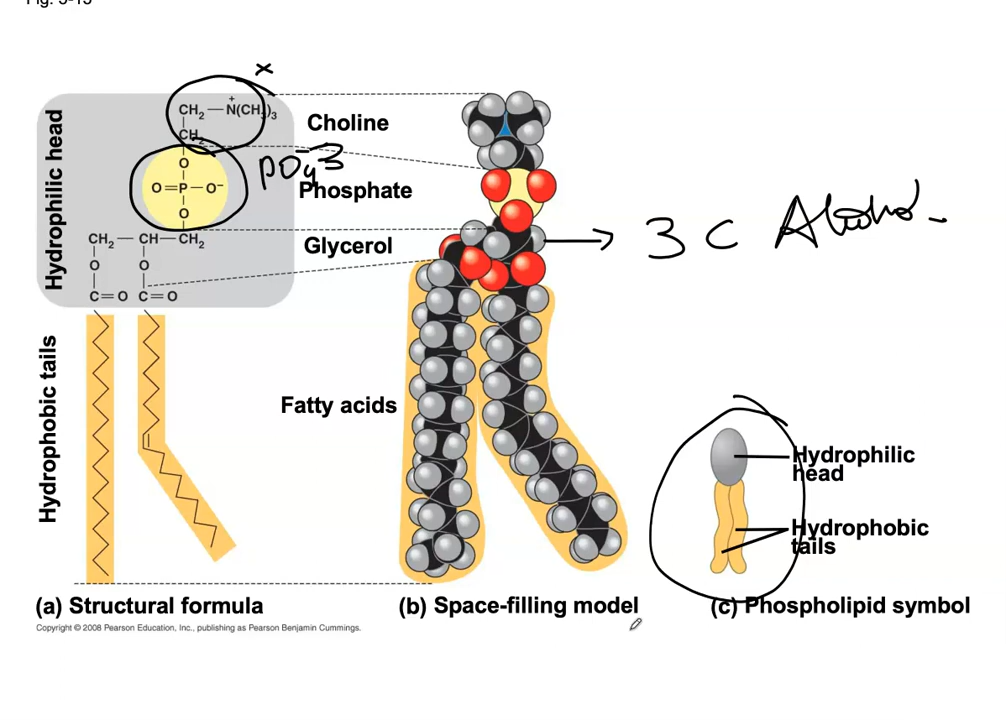 Fig. 5-13
x
Hydrophilic head
CH₂—N⁺(CH₃)₃
CH₂
O
O=P—O⁻
O
CH₂—CH—CH₂
O O
C=O C=O
Choline
PO₄⁻³
Phosphate
Glycerol
3 C
Hydrophobic tails
Fatty acids
Hydrophilic
head
Hydrophobic
tails
(a) Structural formula
(b) Space-filling model
(c) Phospholipid symbol
Copyright © 2008 Pearson Education, Inc., publishing as Pearson Benjamin Cummings.